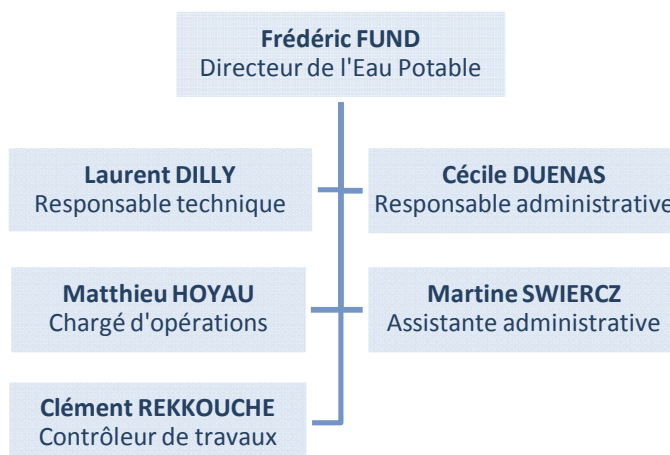 Frédéric FUND
Directeur de l'Eau Potable
Laurent DILLY
Responsable technique
Cécile DUENAS
Responsable administrative
Matthieu HOYAU
Chargé d'opérations
Martine SWIERCZ
Assistante administrative
Clément REKKOUCHE
Contrôleur de travaux